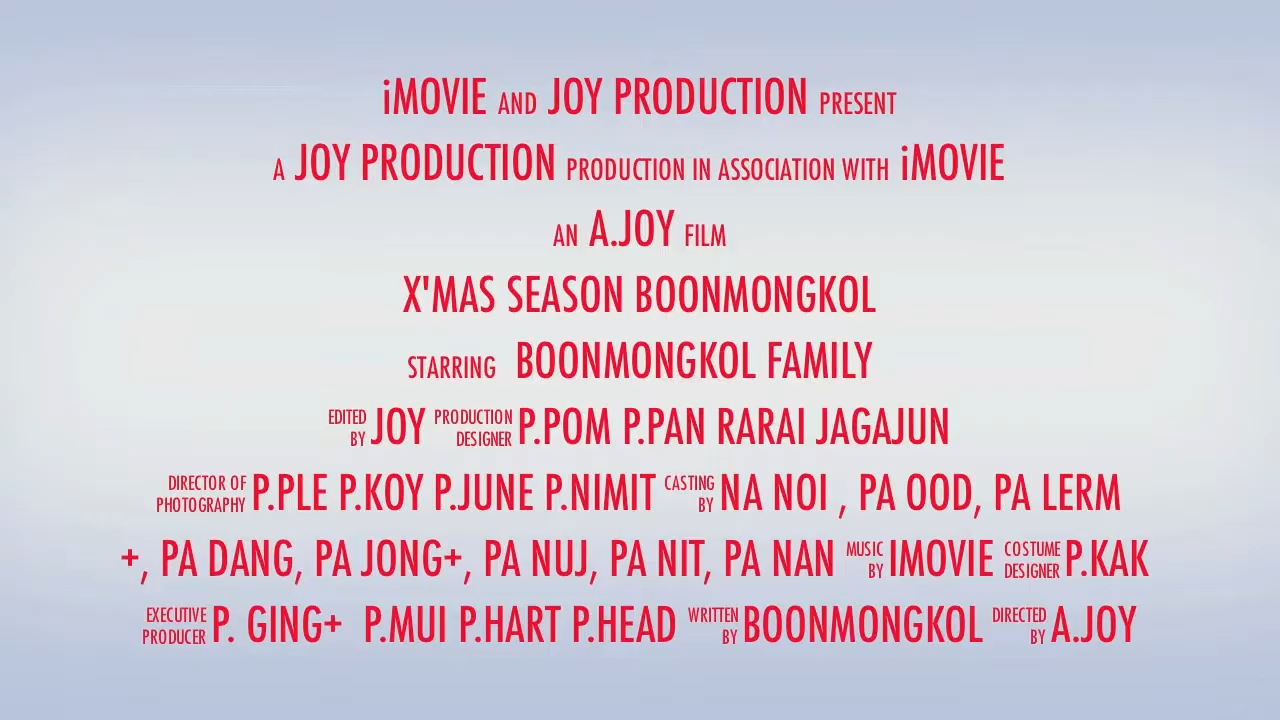 iMOVIE AND JOY PRODUCTION PRESENT
A JOY PRODUCTION PRODUCTION IN ASSOCIATION WITH iMOVIE
AN A.JOY FILM
X'MAS SEASON BOONMONGKOL
STARRING BOONMONGKOL FAMILY
EDITED BY JOY PRODUCTION DESIGNER P.POM P.PAN RARAI JAGAJUN
DIRECTOR OF PHOTOGRAPHY P.PLE P.KOY P.JUNE P.NIMIT CASTING BY NA NOI , PA OOD, PA LERM
+, PA DANG, PA JONG+, PA NUJ, PA NIT, PA NAN MUSIC BY IMOVIE COSTUME DESIGNER P.KAK
EXECUTIVE PRODUCER P. GING+ P.MUI P.HART P.HEAD WRITTEN BY BOONMONGKOL DIRECTED BY A.JOY